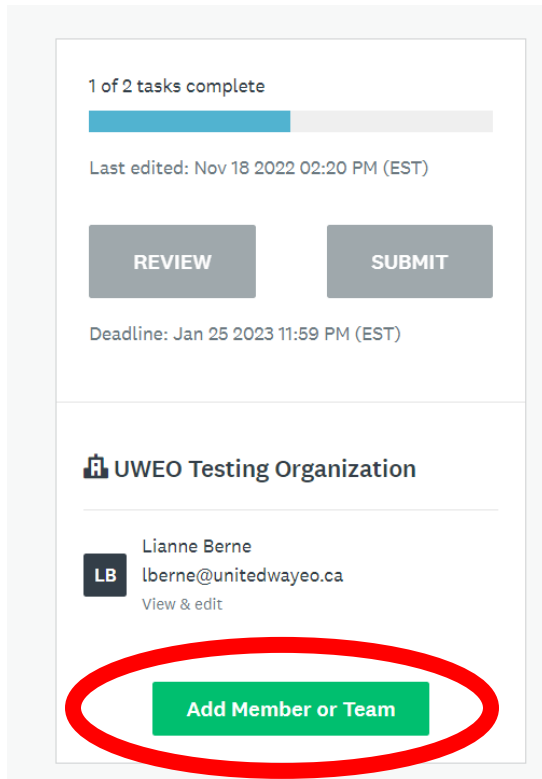 1 of 2 tasks complete
Last edited: Nov 18 2022 02:20 PM (EST)
REVIEW SUBMIT
Deadline: Jan 25 2023 11:59 PM (EST)
UWEO Testing Organization
Lianne Berne
LB lberne@unitedwayeo.ca
View & edit
Add Member or Team